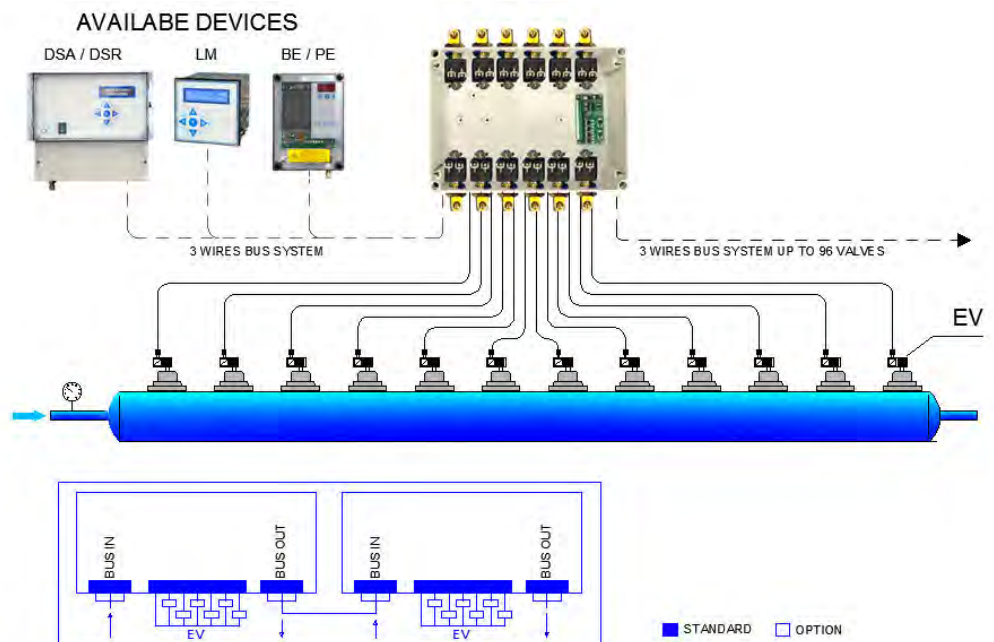 AVAILABE DEVICES
DSA / DSR
LM
BE / PE
3 WIRES BUS SYSTEM
3 WIRES BUS SYSTEM UP TO 96 VALVES
EV
BUS IN
BUS OUT
BUS IN
BUS OUT
EV
EV
STANDARD
OPTION